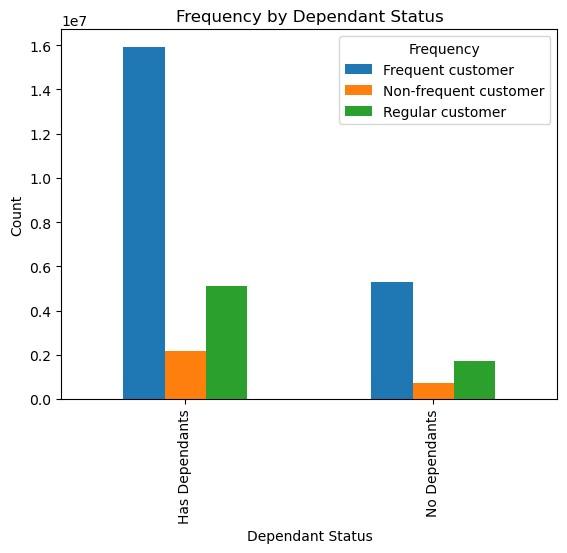 Frequency by Dependant Status
1e7
Frequency
Frequent customer
Non-frequent customer
Regular customer
1.6
1.4
1.2
1.0
0.8
0.6
0.4
0.2
0.0
Count
Has Dependants
No Dependants
Dependant Status